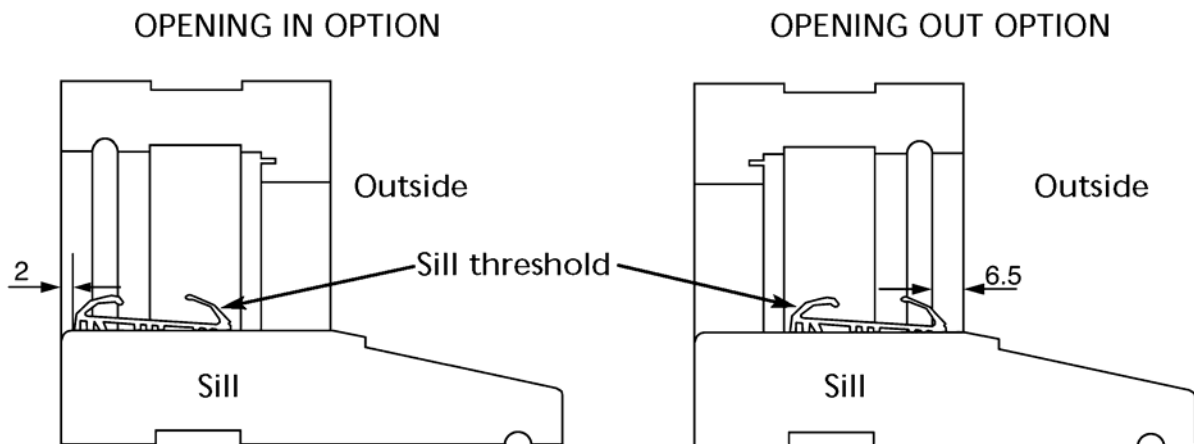 OPENING IN OPTION
OPENING OUT OPTION
Outside
Outside
2
Sill threshold
6.5
Sill
Sill